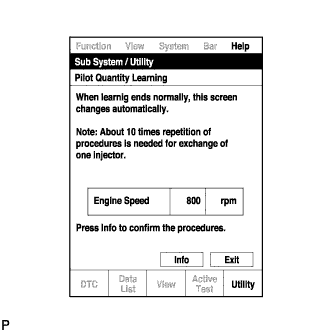 Function View System Bar Help
Sub System / Utility
Pilot Quantity Learning
When learnig ends normally, this screen
changes automatically.
Note: About 10 times repetition of
procedures is needed for exchange of
one injector.
Engine Speed 800 rpm
Press Info to confirm the procedures.
Info Exit
DTC Data List View Active Test Utility
P